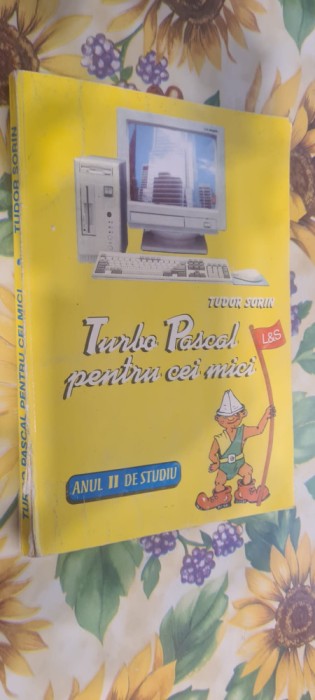 TUDOR SORIN
Turbo Pascal
pentru cei mici
L&S
ANUL II DE STUDIU
TURBO PASCAL PENTRU CEI MICI
TUDOR SORIN